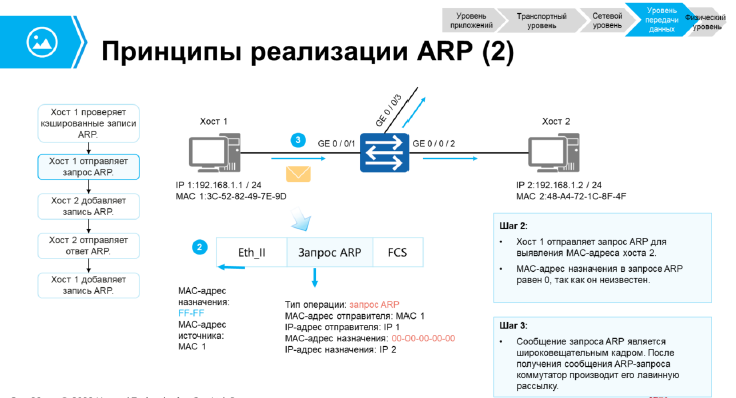 Уровень
приложений
Транспортный
уровень
Сетевой
уровень
Уровень
передачи
данных
Физический
уровень
Принципы реализации ARP (2)
Хост 1 проверяет
кэшированные записи
ARP.
Хост 1 отправляет
запрос ARP.
Хост 2 добавляет
запись ARP.
Хост 2 отправляет
ответ ARP.
Хост 1 добавляет
запись ARP.
Хост 1
3
GE 0 / 0/1
GE 0 / 0/3
GE 0 / 0 / 2
Хост 2
IP 1:192.168.1.1 / 24
MAC 1:3C-52-82-49-7E-9D
IP 2:192.168.1.2 / 24
MAC 2:48-A4-72-1C-8F-4F
2
Eth_II
Запрос ARP
FCS
МАС-адрес
назначения:
FF-FF
МАС-адрес
источника:
MAC 1
Тип операции: запрос ARP
МАС-адрес отправителя: MAC 1
IP-адрес отправителя: IP 1
МАС-адрес назначения: 00-00-00-00-00
IP-адрес назначения: IP 2
Шаг 2:
• Хост 1 отправляет запрос ARP для
выявления МАС-адреса хоста 2.
• МАС-адрес назначения в запросе ARP
равен 0, так как он неизвестен.
Шаг 3:
• Сообщение запроса ARP является
широковещательным кадром. После
получения сообщения ARP-запроса
коммутатор производит его лавинную
рассылку.